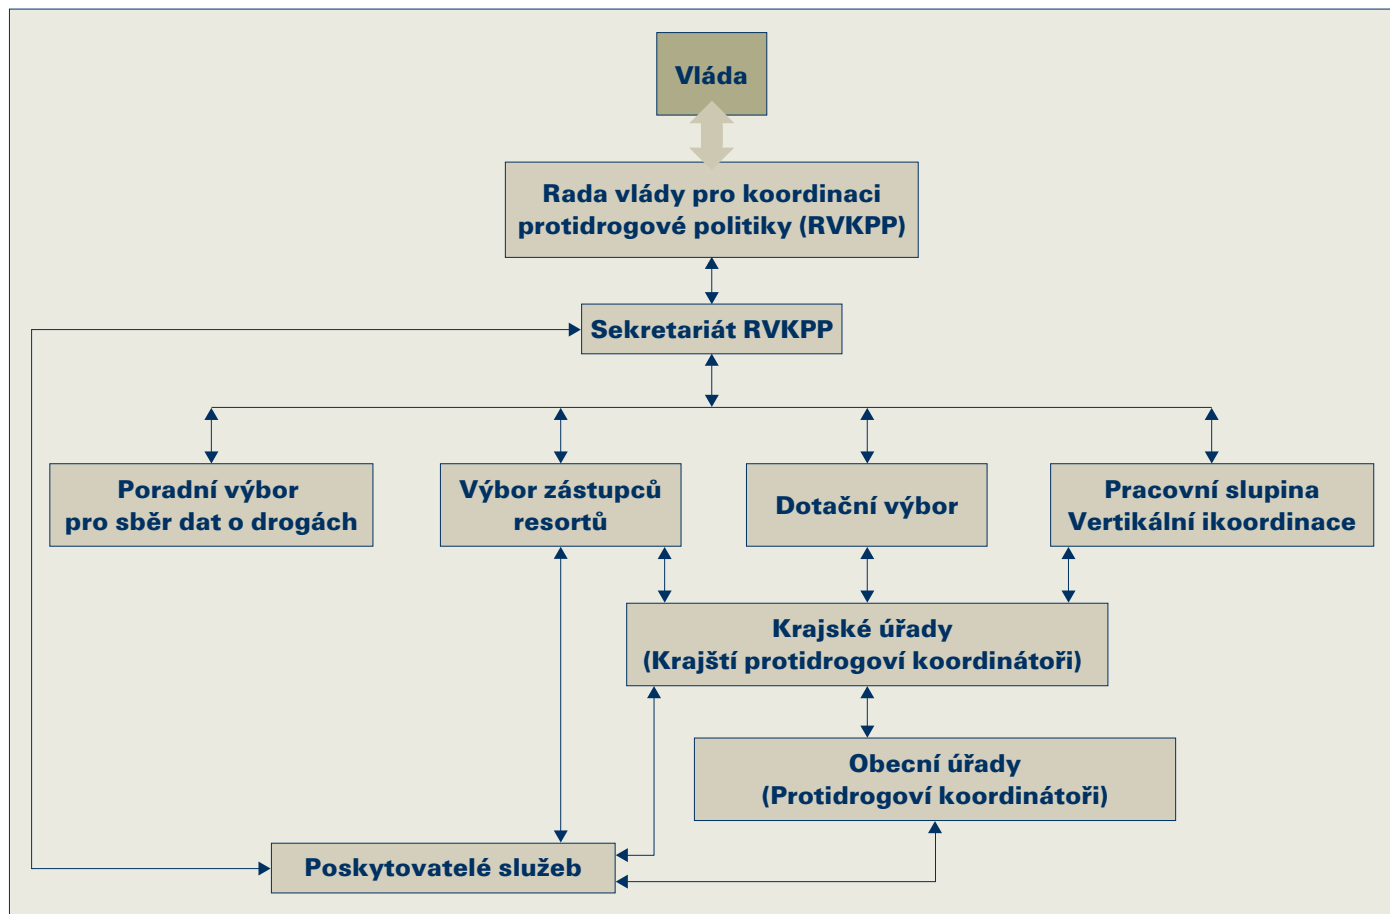 Vláda
Rada vlády pro koordinaci
protidrogové politiky (RVKPP)
Sekretariát RVKPP
Poradní výbor
pro sběr dat o drogách
Výbor zástupců
resortů
Dotační výbor
Pracovní slupina
Vertikální ikoordinace
Krajské úřady
(Krajští protidrogoví koordinátoři)
Obecní úřady
(Protidrogoví koordinátoři)
Poskytovatelé služeb